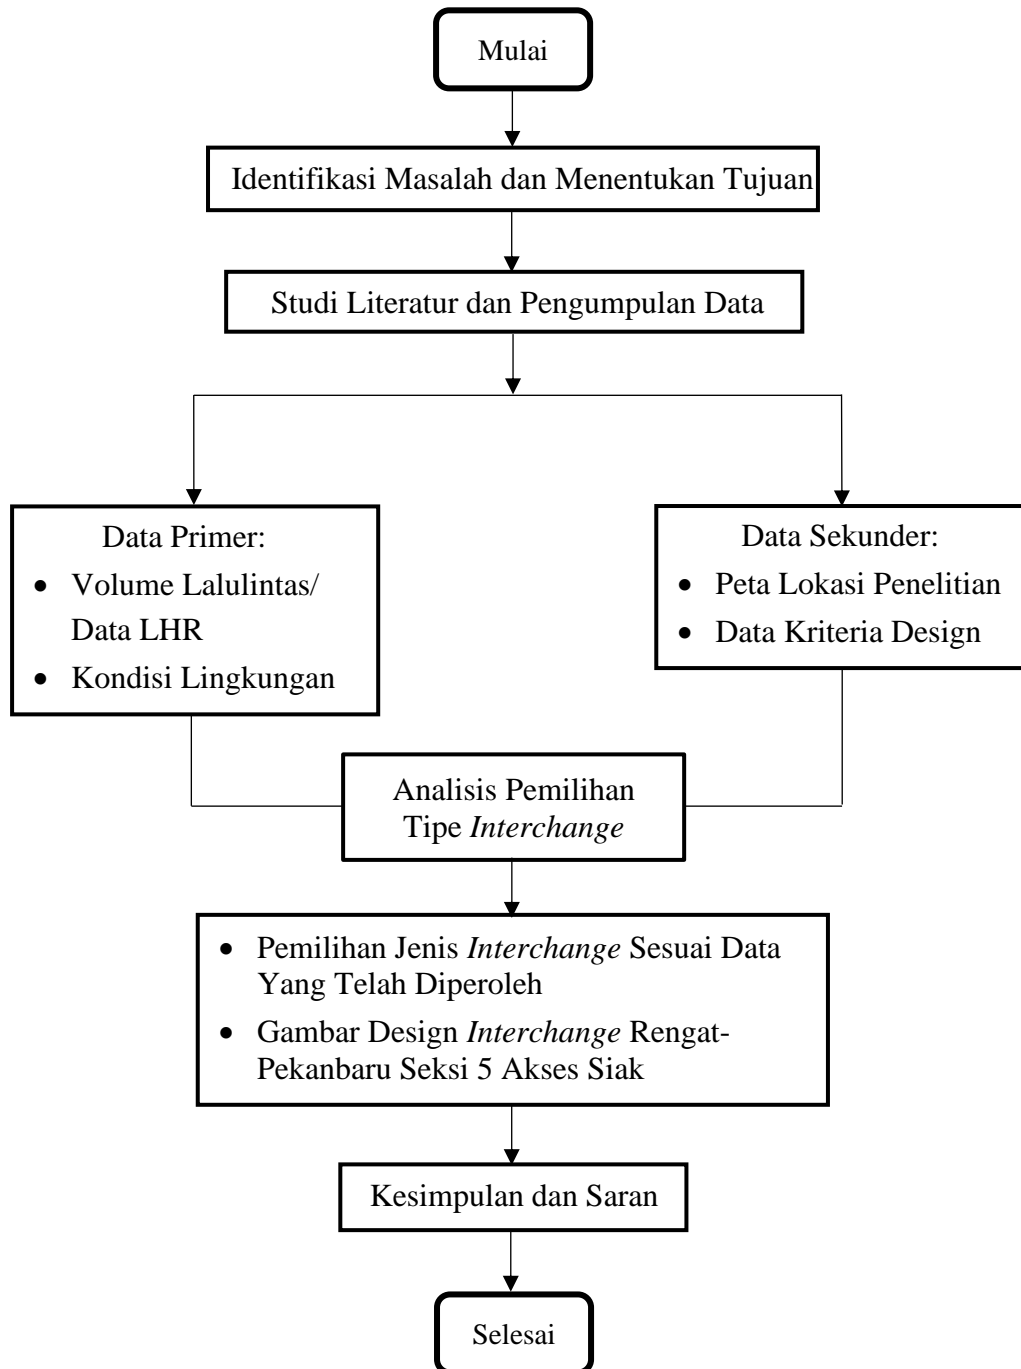 Mulai
Identifikasi Masalah dan Menentukan Tujuan
Studi Literatur dan Pengumpulan Data
Data Primer:
• Volume Lalulintas/
Data LHR
• Kondisi Lingkungan
Data Sekunder:
• Peta Lokasi Penelitian
• Data Kriteria Design
Analisis Pemilihan
Tipe Interchange
• Pemilihan Jenis Interchange Sesuai Data
Yang Telah Diperoleh
• Gambar Design Interchange Rengat-
Pekanbaru Seksi 5 Akses Siak
Kesimpulan dan Saran
Selesai